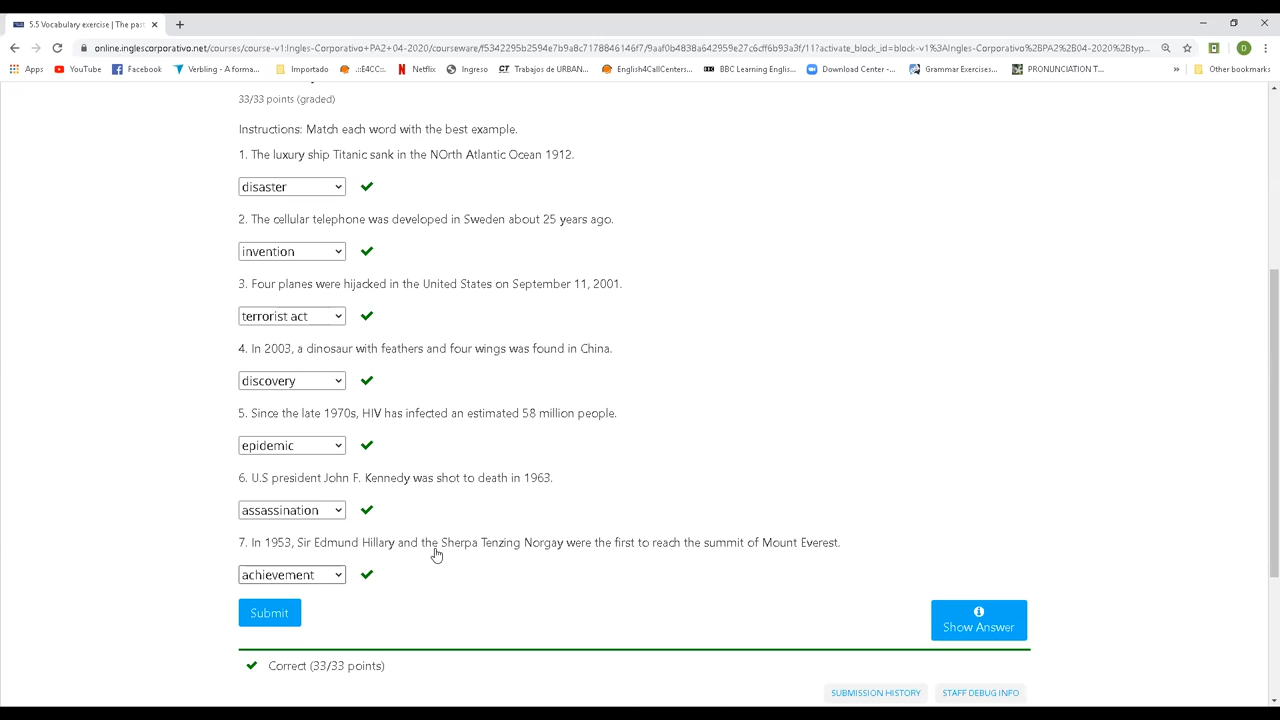 5.5 Vocabulary exercise | The pas
online.inglescorporativo.net/courses/course-v1:Ingles-Corporativo+PA2+04-2020/courseware/f5342295b2594e7b9a8c7178846146f7/9aaf0b4838a642959e27c6cff6b93a3f/11?activate_block_id=block-v1%3AIngles-Corporativo%2BPA2%2B04-2020%2Btyp...
D
Apps YouTube Facebook Verbling - A forma... Importado .::E4CC::. Netflix Ingreso CT Trabajos de URBAN... English4CallCenters... BBC Learning Englis... Download Center -... Grammar Exercises... PRONUNCIATION T... » Other bookmarks
33/33 points (graded)
Instructions: Match each word with the best example.
1. The luxury ship Titanic sank in the NOrth Atlantic Ocean 1912.
disaster
2. The cellular telephone was developed in Sweden about 25 years ago.
invention
3. Four planes were hijacked in the United States on September 11, 2001.
terrorist act
4. In 2003, a dinosaur with feathers and four wings was found in China.
discovery
5. Since the late 1970s, HIV has infected an estimated 58 million people.
epidemic
6. U.S president John F. Kennedy was shot to death in 1963.
assassination
7. In 1953, Sir Edmund Hillary and the Sherpa Tenzing Norgay were the first to reach the summit of Mount Everest.
achievement
Submit
Show Answer
Correct (33/33 points)
SUBMISSION HISTORY STAFF DEBUG INFO